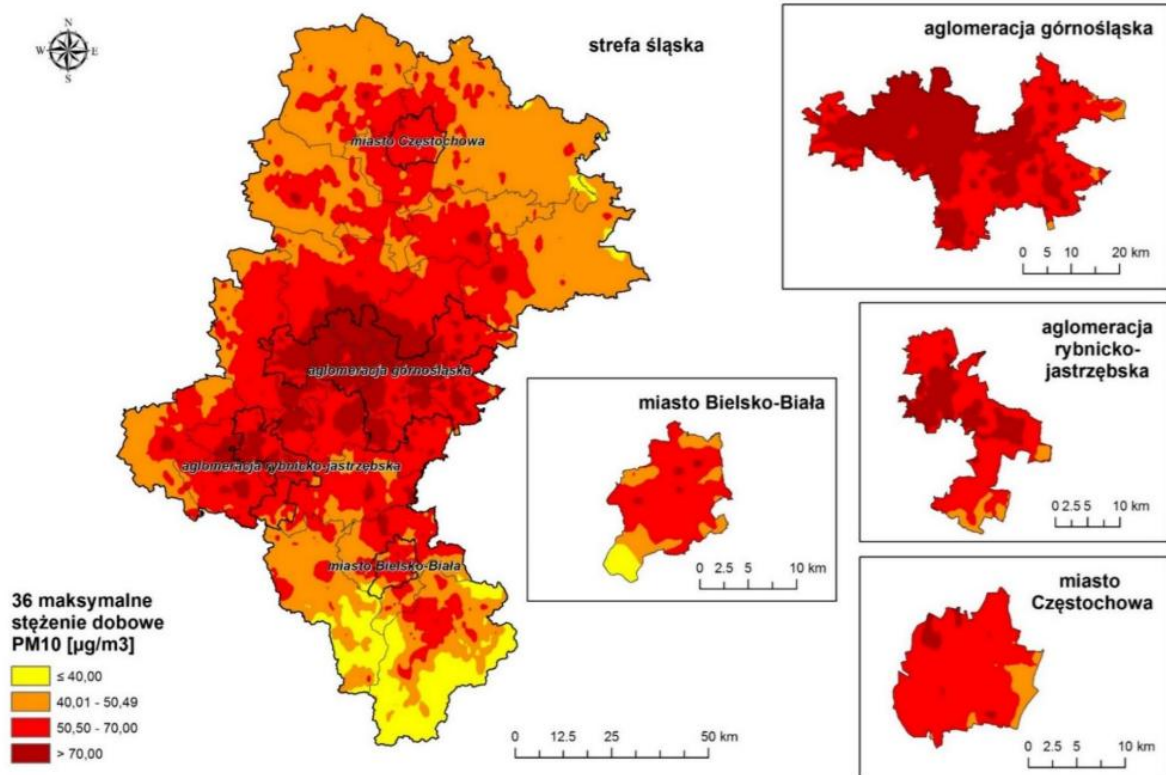 N
W E
S
strefa śląska
miasto Częstochowa
aglomeracja górnośląska
aglomeracja rybnicko-jastrzębska
miasto Bielsko-Biała
36 maksymalne
stężenie dobowe
PM10 [µg/m3]
≤ 40,00
40,01 - 50,49
50,50 - 70,00
> 70,00
0 12.5 25 50 km
miasto Bielsko-Biała
0 2.5 5 10 km
aglomeracja górnośląska
0 5 10 20 km
aglomeracja
rybnicko-
jastrzębska
0 2.5 5 10 km
miasto
Częstochowa
0 2.5 5 10 km